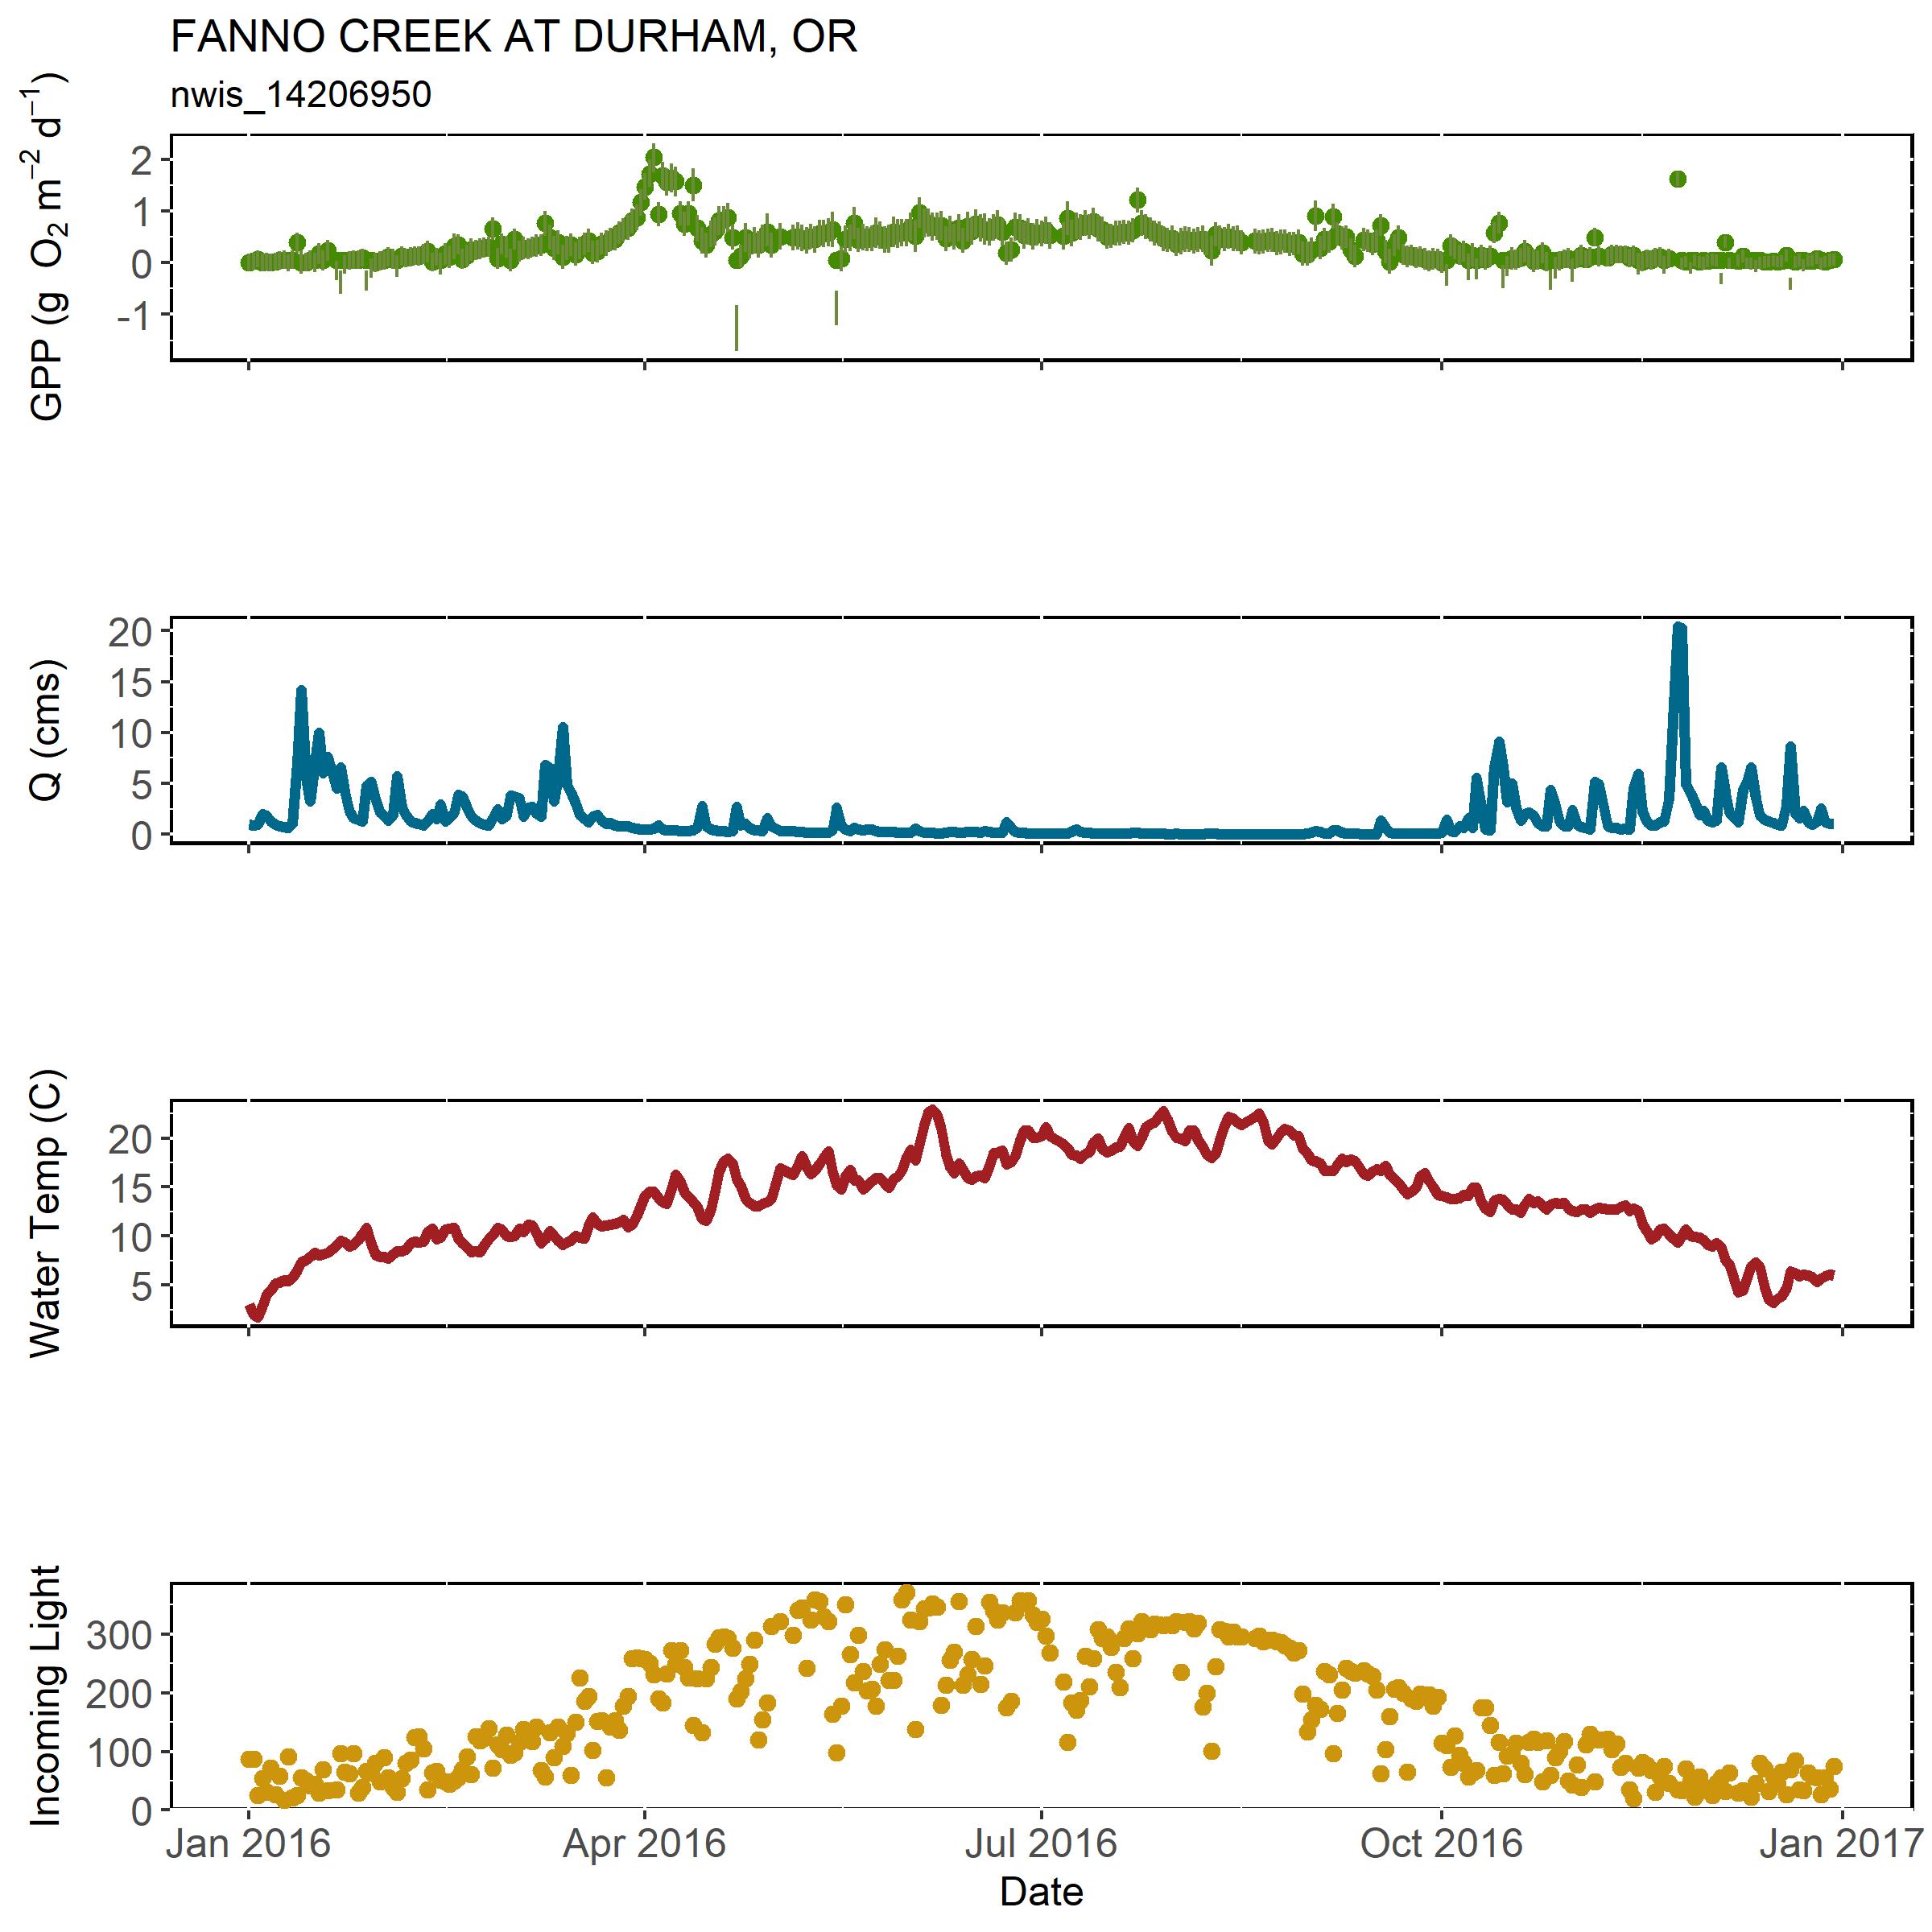 FANNO CREEK AT DURHAM, OR
nwis_14206950
GPP (g O₂ m⁻² d⁻¹)
2
1
0
-1
Q (cms)
20
15
10
5
0
Water Temp (C)
20
15
10
5
Incoming Light
300
200
100
0
Jan 2016 Apr 2016 Jul 2016 Oct 2016 Jan 2017
Date